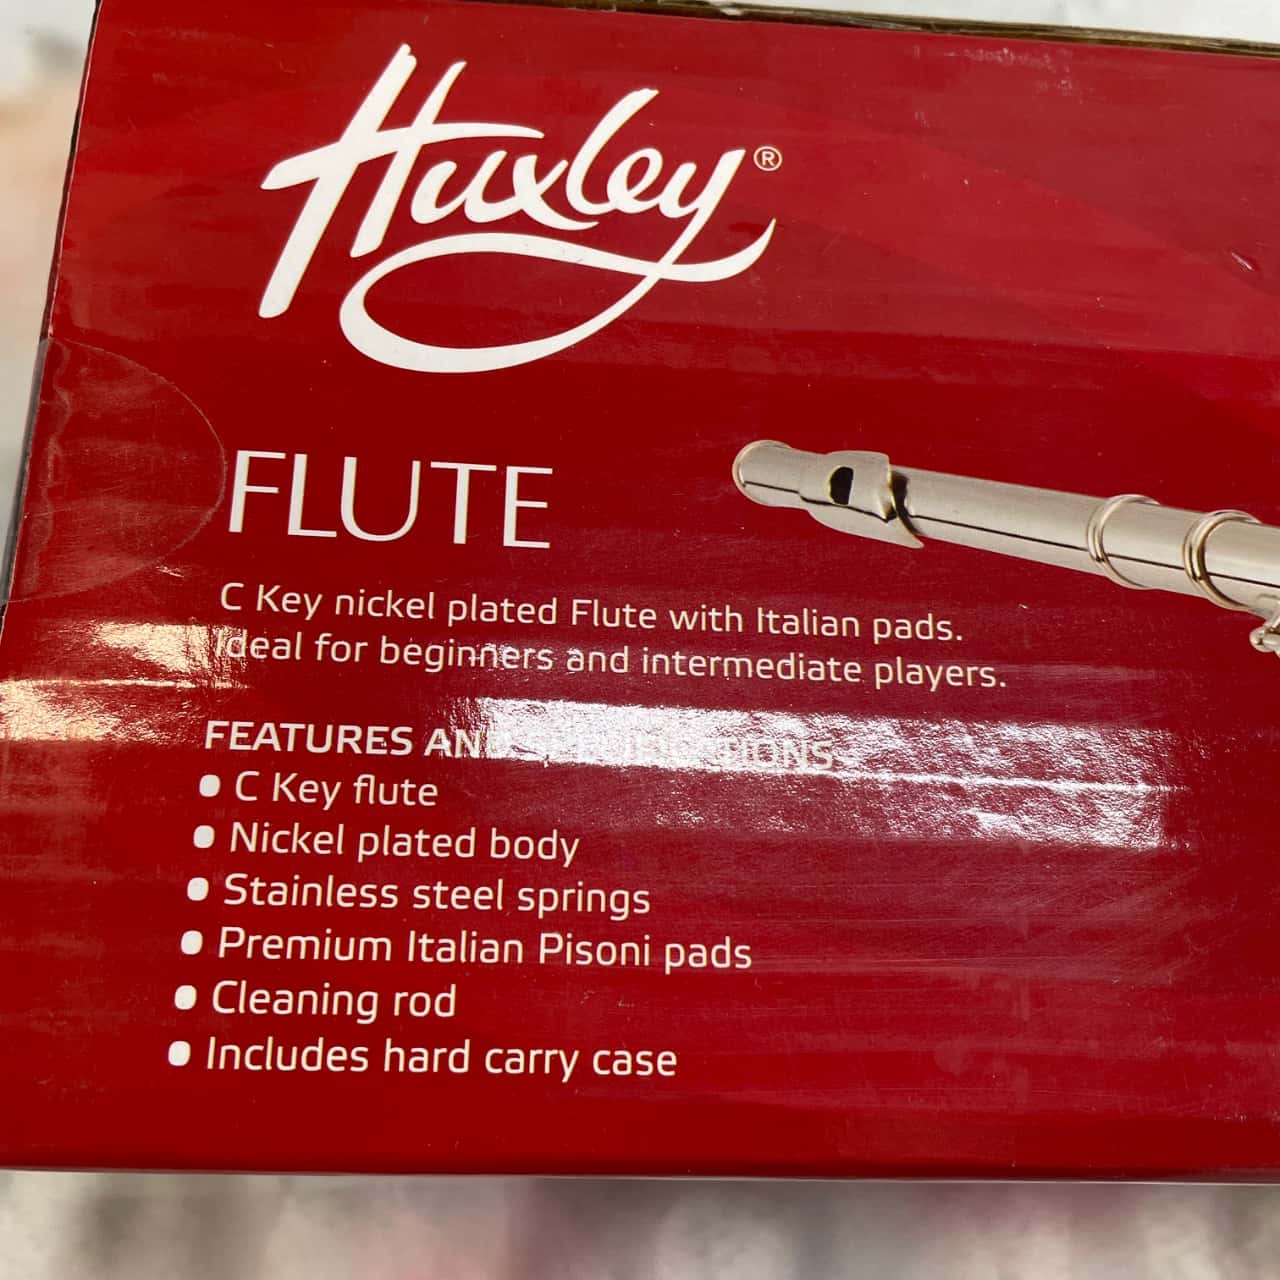 Huxley®
FLUTE
C Key nickel plated Flute with Italian pads.
Ideal for beginners and intermediate players.
FEATURES AND SPECIFICATIONS
• C Key flute
• Nickel plated body
• Stainless steel springs
• Premium Italian Pisoni pads
• Cleaning rod
• Includes hard carry case